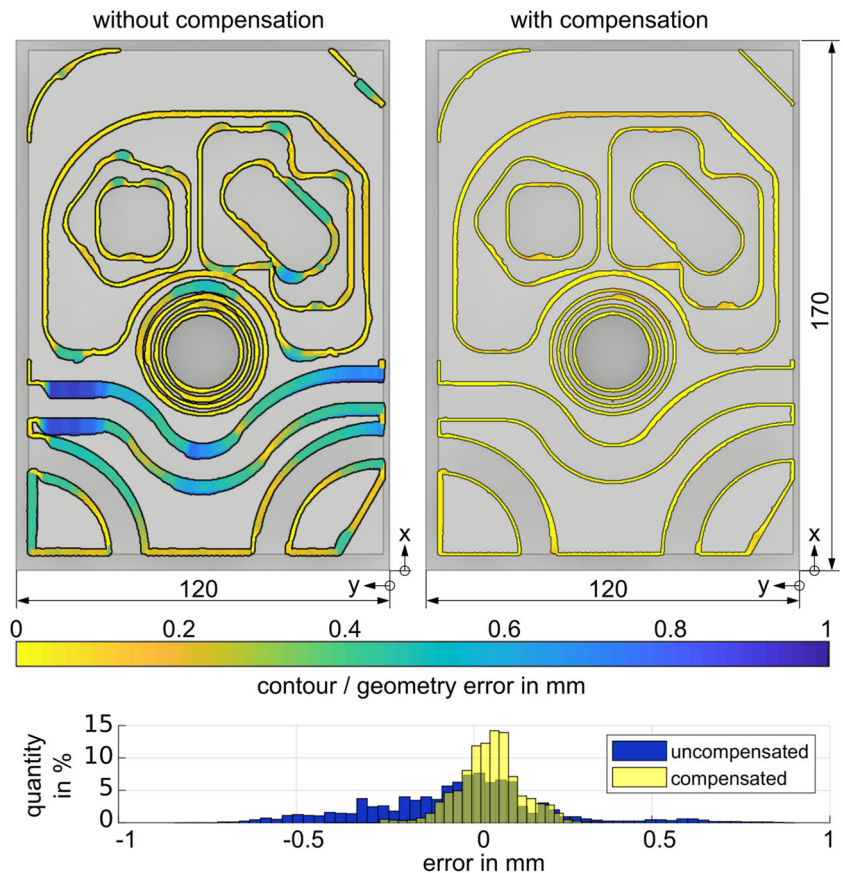 without compensation
with compensation
170
x
x
y
y
120
120
0 0.2 0.4 0.6 0.8 1
contour / geometry error in mm
quantity
in %
15
10
5
0
uncompensated
compensated
-1 -0.5 0 0.5 1
error in mm